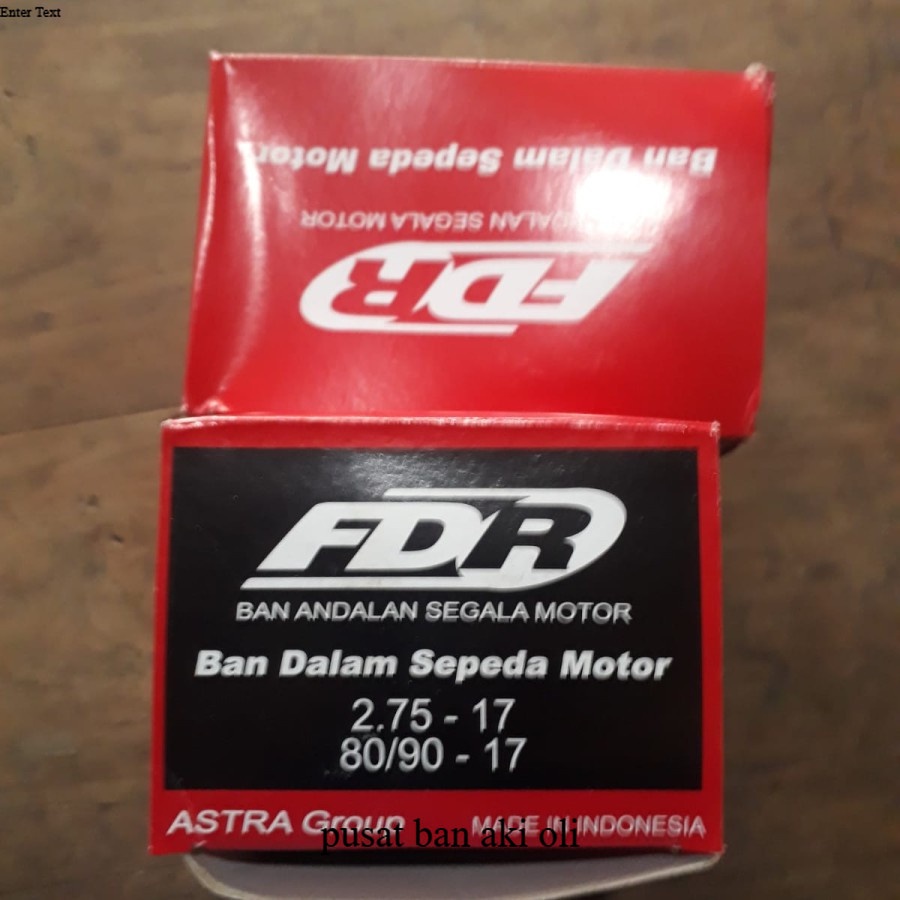 Enter Text
Ban Dalam Sepeda Motor
ANDALAN SEGALA MOTOR
FDR
FDR
BAN ANDALAN SEGALA MOTOR
Ban Dalam Sepeda Motor
2.75 - 17
80/90 - 17
ASTRA Group MADE IN INDONESIA
pusat ban aki oli